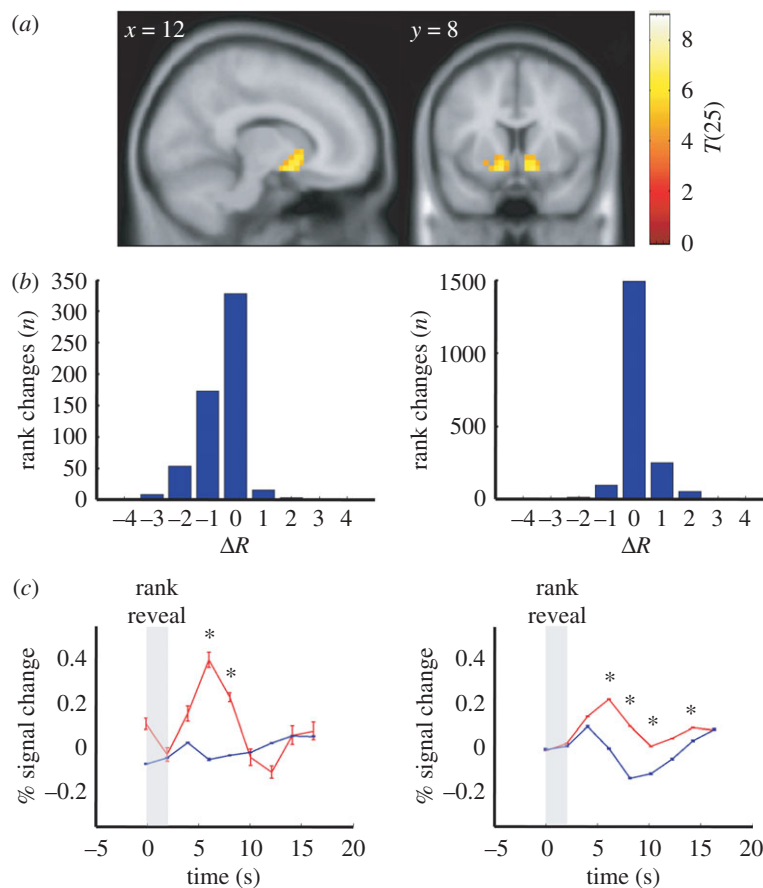 (a)
x = 12
y = 8
8
6
4
2
0
T(25)
(b)
350
300
250
200
150
100
50
0
rank changes (n)
–4 –3 –2 –1 0 1 2 3 4
ΔR
1500
1000
500
0
rank changes (n)
–4 –3 –2 –1 0 1 2 3 4
ΔR
(c)
rank
reveal
*
*
0.4
0.2
0
–0.2
% signal change
–5 0 5 10 15 20
time (s)
rank
reveal
*
*
*
*
0.4
0.2
0
–0.2
% signal change
–5 0 5 10 15 20
time (s)